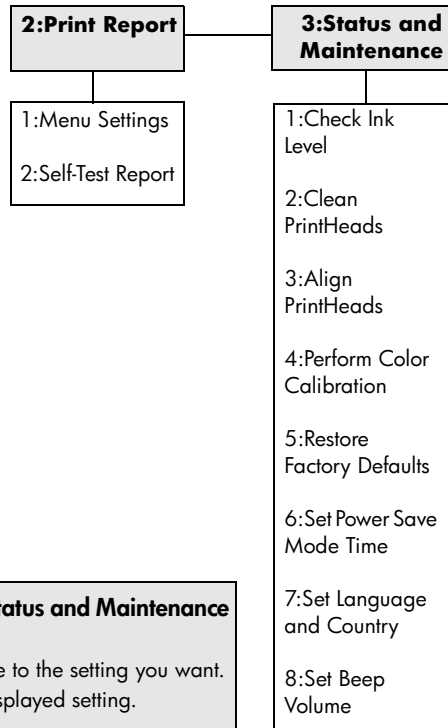 2:Print Report
3:Status and
Maintenance
1:Menu Settings
2:Self-Test Report
1:Check Ink
Level
2:Clean
PrintHeads
3:Align
PrintHeads
4:Perform Color
Calibration
5:Restore
Factory Defaults
6:Set Power Save
Mode Time
7:Set Language
and Country
8:Set Beep
Volume
and Maintenance
e to the setting you want.
setting.